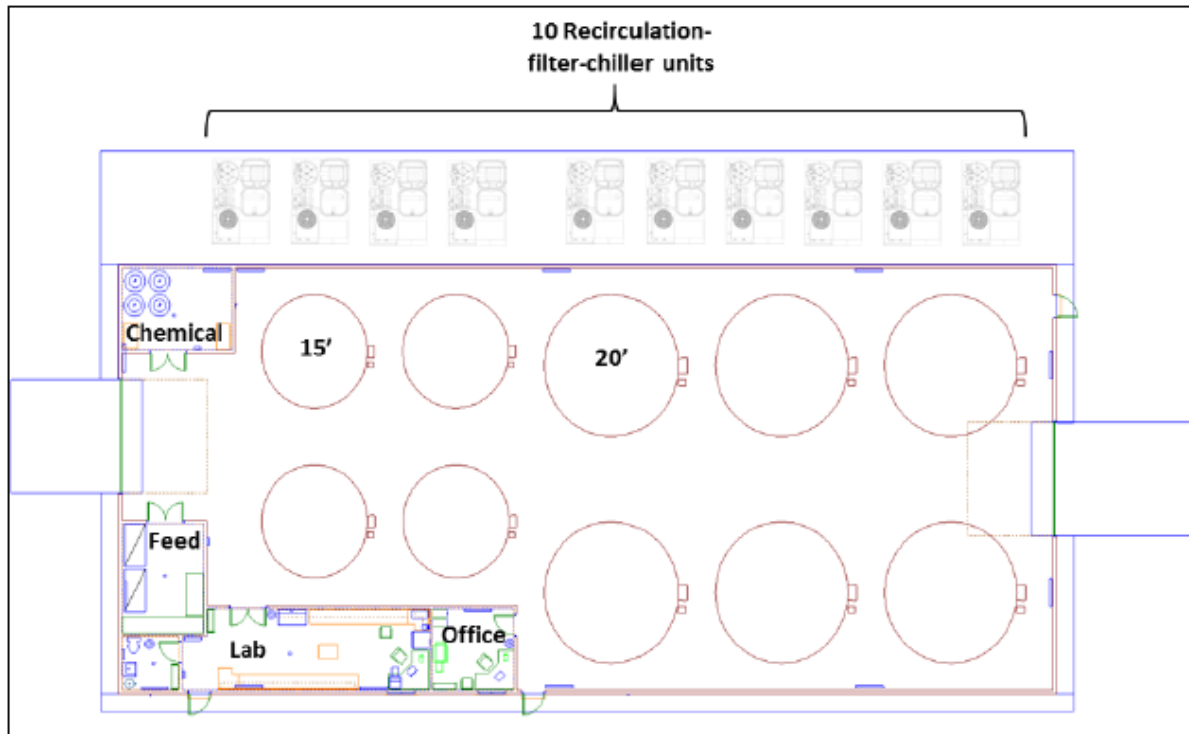 10 Recirculation-
filter-chiller units
Chemical
15’
20’
Feed
Lab
Office